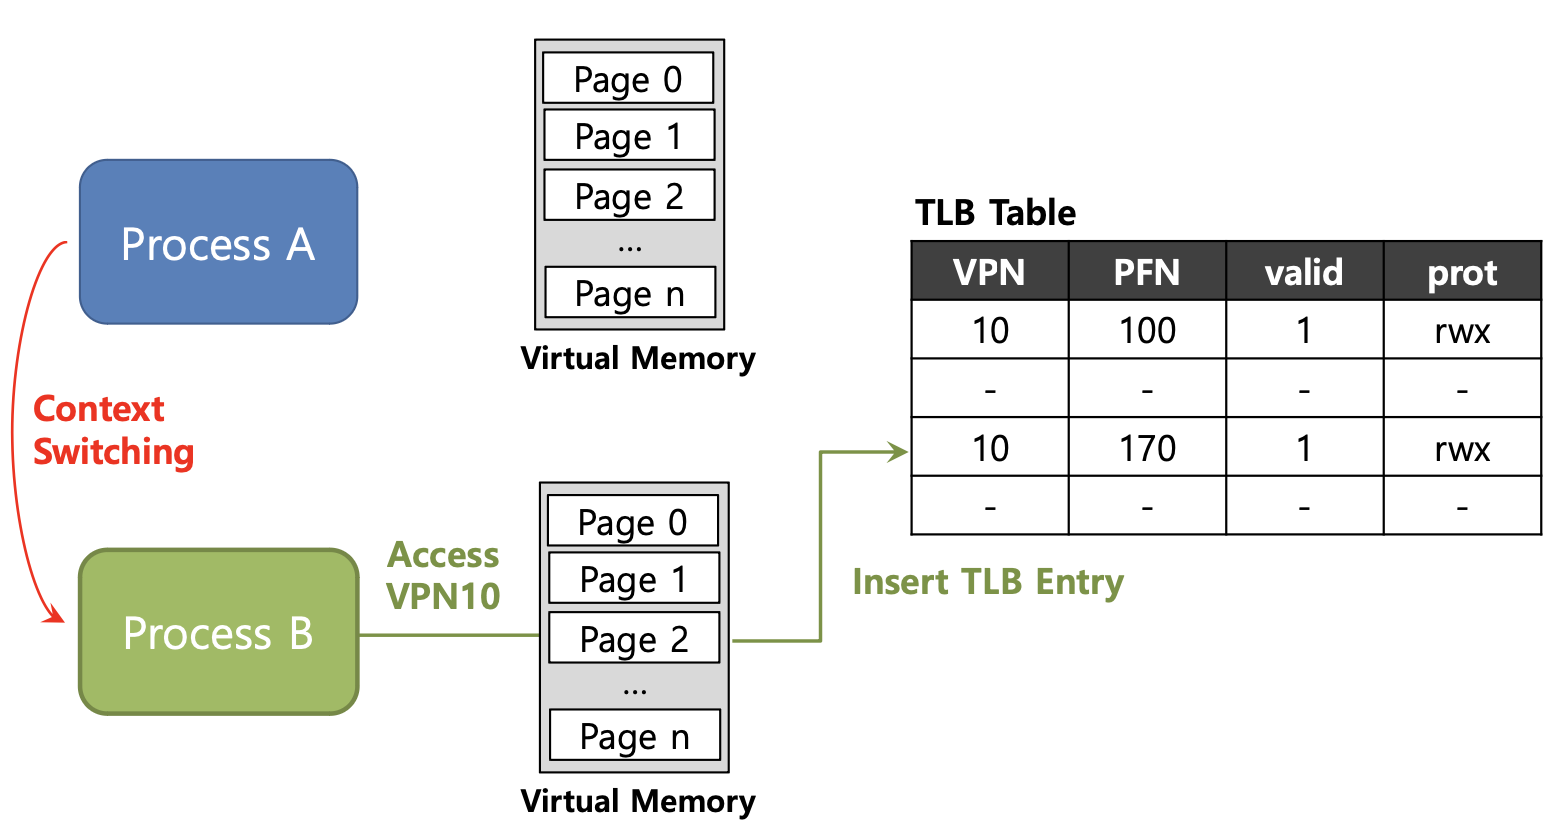 Page 0
Page 1
Page 2
...
Page n
Virtual Memory
Process A
Context
Switching
Process B
Access
VPN10
Page 0
Page 1
Page 2
...
Page n
Virtual Memory
Insert TLB Entry
TLB Table
VPN PFN valid prot
10 100 1 rwx
- - - -
10 170 1 rwx
- - - -